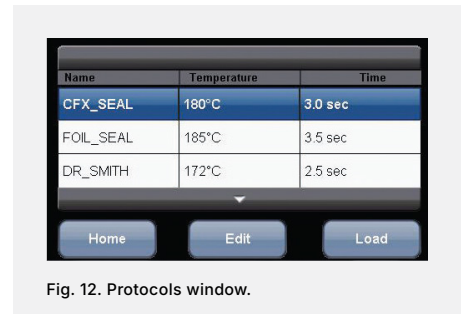 Name Temperature Time
CFX_SEAL 180°C 3.0 sec
FOIL_SEAL 185°C 3.5 sec
DR_SMITH 172°C 2.5 sec
Home Edit Load
Fig. 12. Protocols window.